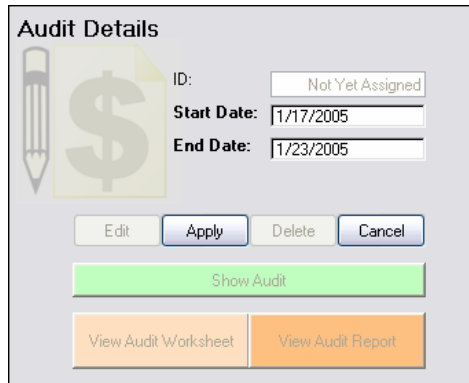 Audit Details
ID: Not Yet Assigned
Start Date: 1/17/2005
End Date: 1/23/2005
Edit Apply Delete Cancel
Show Audit
View Audit Worksheet View Audit Report